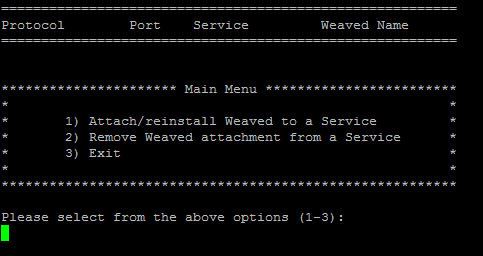 =========================================================
Protocol        Port    Service         Weaved Name
=========================================================
********************** Main Menu ************************
*                                                       *
*       1) Attach/reinstall Weaved to a Service         *
*       2) Remove Weaved attachment from a Service      *
*       3) Exit                                         *
*                                                       *
*********************************************************
Please select from the above options (1-3):